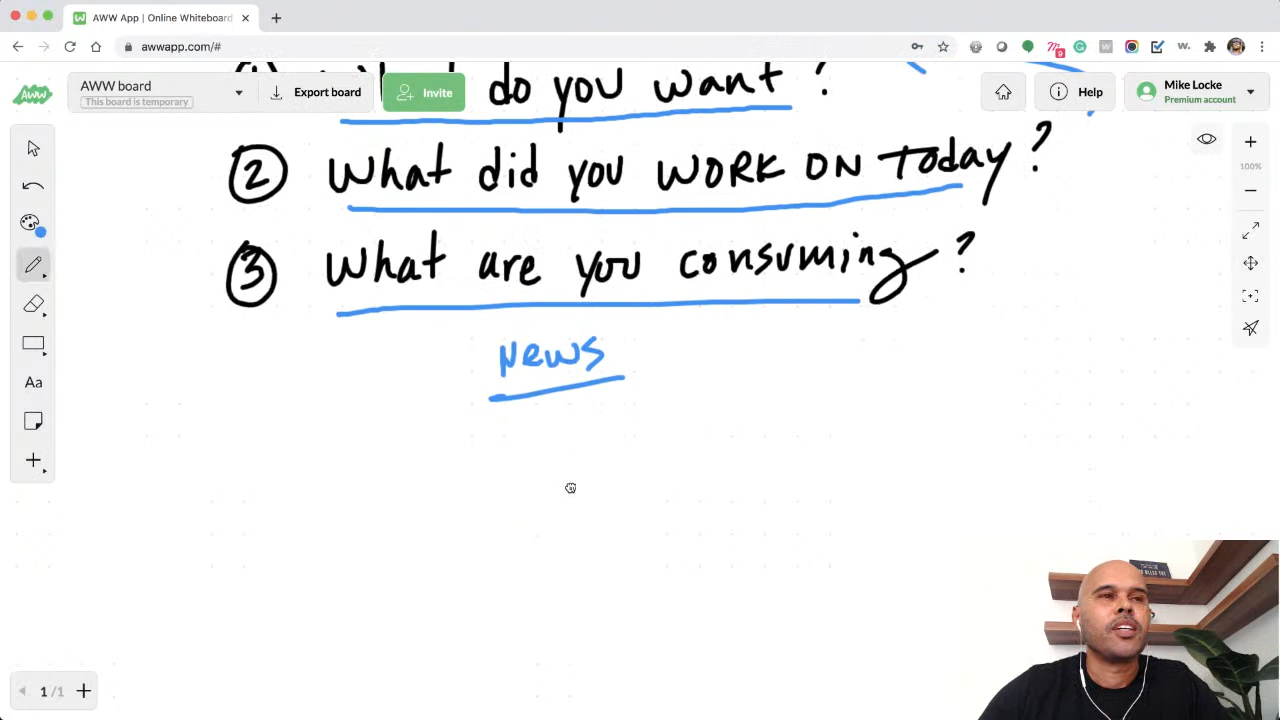 AWW App | Online Whiteboard
awwapp.com/#
AWW
AWW board
This board is temporary
Export board
Invite
Help
Mike Locke
Premium account
do you want ?
② What did you WORK ON Today?
③ What are you consuming?
News
100%
Aa
1/1